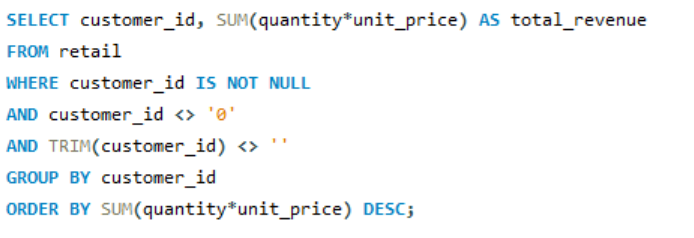 SELECT customer_id, SUM(quantity*unit_price) AS total_revenue
FROM retail
WHERE customer_id IS NOT NULL
AND customer_id <> '0'
AND TRIM(customer_id) <> ''
GROUP BY customer_id
ORDER BY SUM(quantity*unit_price) DESC;